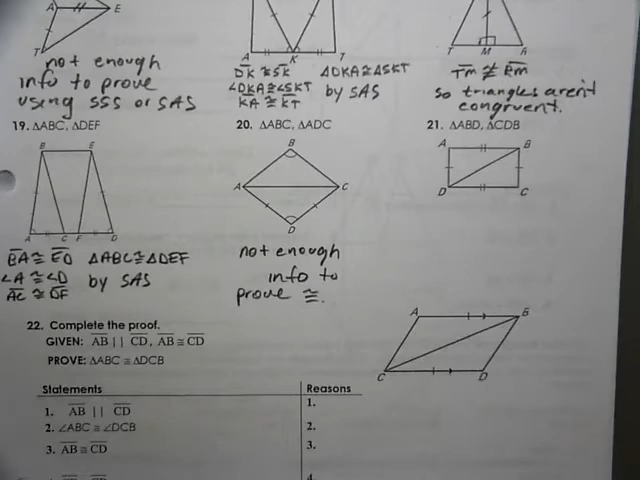 A E
T
not enough
info to prove
using SSS or SAS
A K T
DK ≅ SK ΔDKA ≅ ΔSKT
∠DKA ≅ ∠SKT by SAS
KA ≅ KT
T M R
TM ≇ RM
so triangles aren't
congruent.
19. ΔABC, ΔDEF
B E
A C F D
BA ≅ ED ΔABC ≅ ΔDEF
∠A ≅ ∠D by SAS
AC ≅ DF
20. ΔABC, ΔADC
B
A C
D
not enough
info to
prove ≅.
21. ΔABD, ΔCDB
A B
D C
22. Complete the proof.
GIVEN: AB || CD, AB ≅ CD
PROVE: ΔABC ≅ ΔDCB
A B
C D
Statements Reasons
1. AB || CD 1.
2. ∠ABC ≅ ∠DCB 2.
3. AB ≅ CD 3.
4.